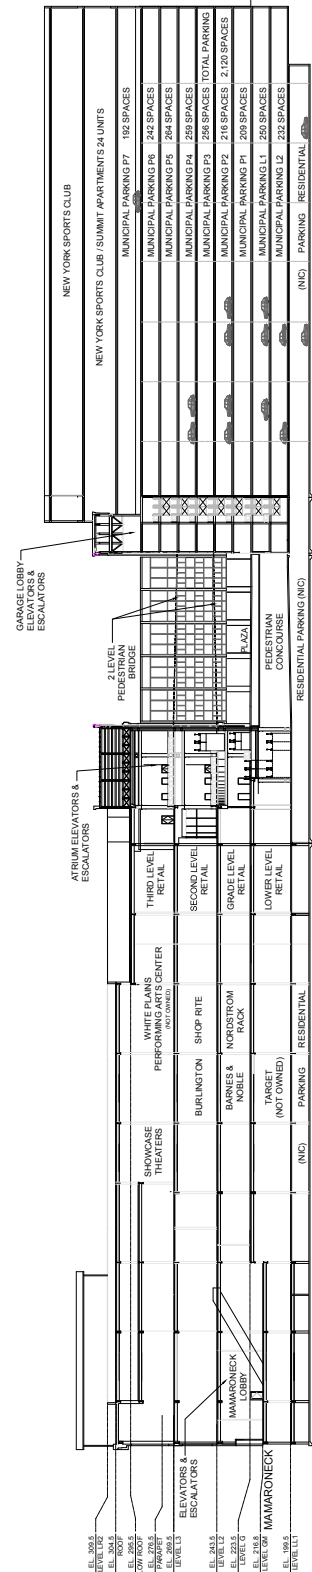 NEW YORK SPORTS CLUB
NEW YORK SPORTS CLUB / SUMMIT APARTMENTS 24 UNITS
MUNICIPAL PARKING P7 192 SPACES
MUNICIPAL PARKING P6 242 SPACES
MUNICIPAL PARKING P5 264 SPACES
MUNICIPAL PARKING P4 259 SPACES
MUNICIPAL PARKING P3 256 SPACES TOTAL PARKING
MUNICIPAL PARKING P2 216 SPACES 2,120 SPACES
MUNICIPAL PARKING P1 209 SPACES
MUNICIPAL PARKING L1 250 SPACES
MUNICIPAL PARKING L2 232 SPACES
(NIC) PARKING RESIDENTIAL
GARAGE LOBBY
ELEVATORS &
ESCALATORS
2 LEVEL
PEDESTRIAN
BRIDGE
PLAZA
PEDESTRIAN
CONCOURSE
RESIDENTIAL PARKING (NIC)
ATRIUM ELEVATORS &
ESCALATORS
THIRD LEVEL
RETAIL
SECOND LEVEL
RETAIL
GRADE LEVEL
RETAIL
LOWER LEVEL
RETAIL
WHITE PLAINS
PERFORMING ARTS CENTER
(NOT OWNED)
SHOWCASE
THEATERS
BURLINGTON SHOP RITE
BARNES &
NOBLE
NORDSTROM
RACK
TARGET
(NOT OWNED)
(NIC) PARKING RESIDENTIAL
MAMARONECK
LOBBY
ELEVATORS &
ESCALATORS
MAMARONECK
EL. 309.5
LEVEL LR2
EL. 304.5
ROOF
EL. 295.5
LOW ROOF
EL. 276.5
PARAPET
EL. 269.5
LEVEL L3
EL. 243.5
LEVEL L2
EL. 223.5
LEVEL G
EL. 216.8
LEVEL GM
EL. 199.5
LEVEL LL1